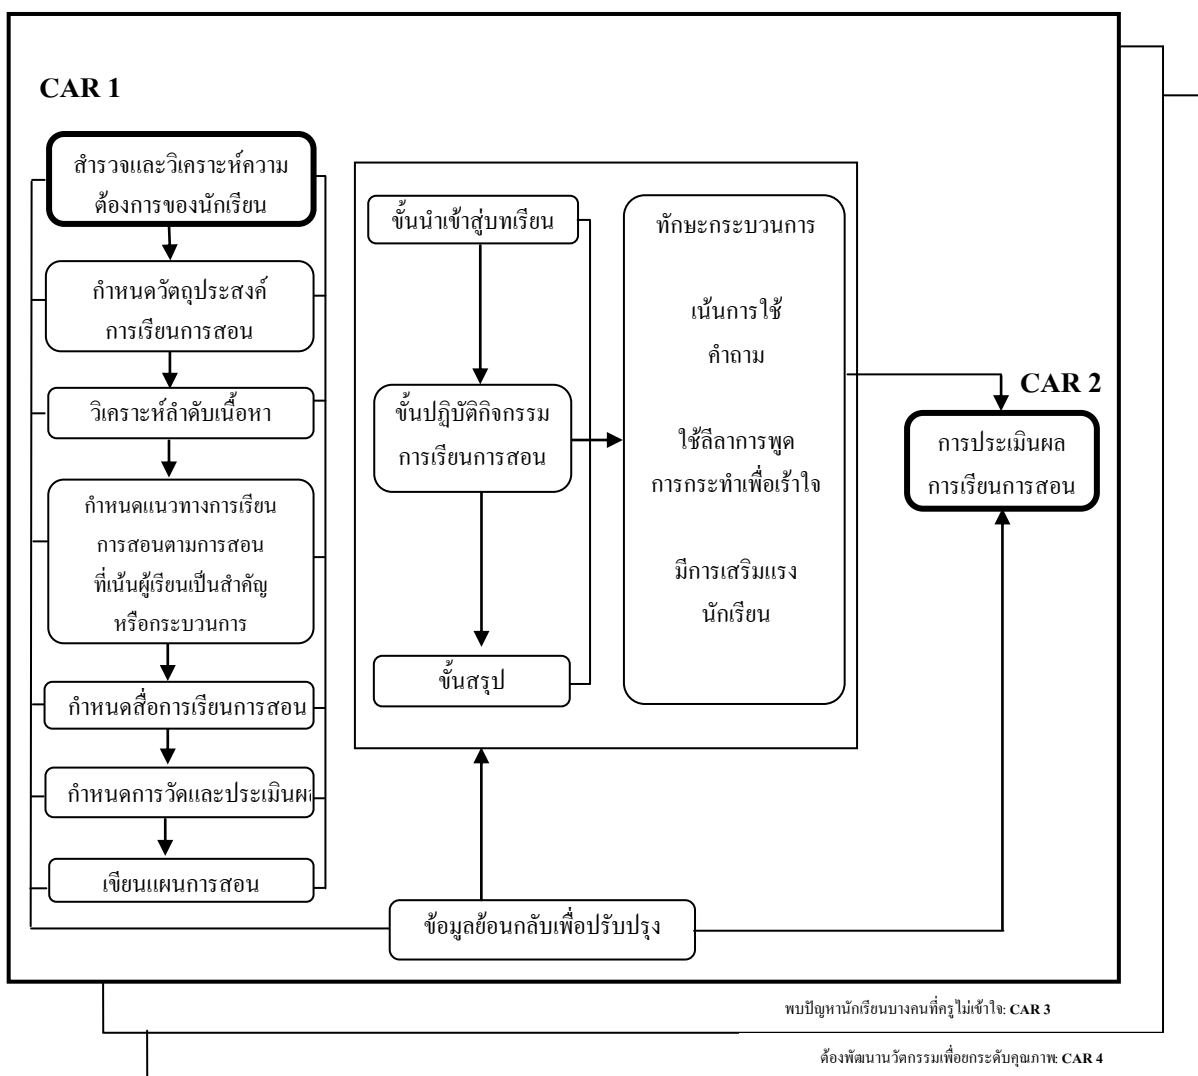 CAR 1
สำรวจและวิเคราะห์ความ
ต้องการของนักเรียน
กำหนดวัตถุประสงค์
การเรียนการสอน
วิเคราะห์ลำดับเนื้อหา
กำหนดแนวทางการเรียน
การสอนตามการสอน
ที่เน้นผู้เรียนเป็นสำคัญ
หรือกระบวนการ
กำหนดสื่อการเรียนการสอน
กำหนดการวัดและประเมินผ
เขียนแผนการสอน
ขั้นนำเข้าสู่บทเรียน
ขั้นปฏิบัติกิจกรรม
การเรียนการสอน
ขั้นสรุป
ทักษะกระบวนการ
เน้นการใช้
คำถาม
ใช้ลีลาการพูด
การกระทำเพื่อเร้าใจ
มีการเสริมแรง
นักเรียน
CAR 2
การประเมินผล
การเรียนการสอน
ข้อมูลย้อนกลับเพื่อปรับปรุง
พบปัญหานักเรียนบางคนที่ครูไม่เข้าใจ: CAR 3
ต้องพัฒนานวัตกรรมเพื่อยกระดับคุณภาพ: CAR 4